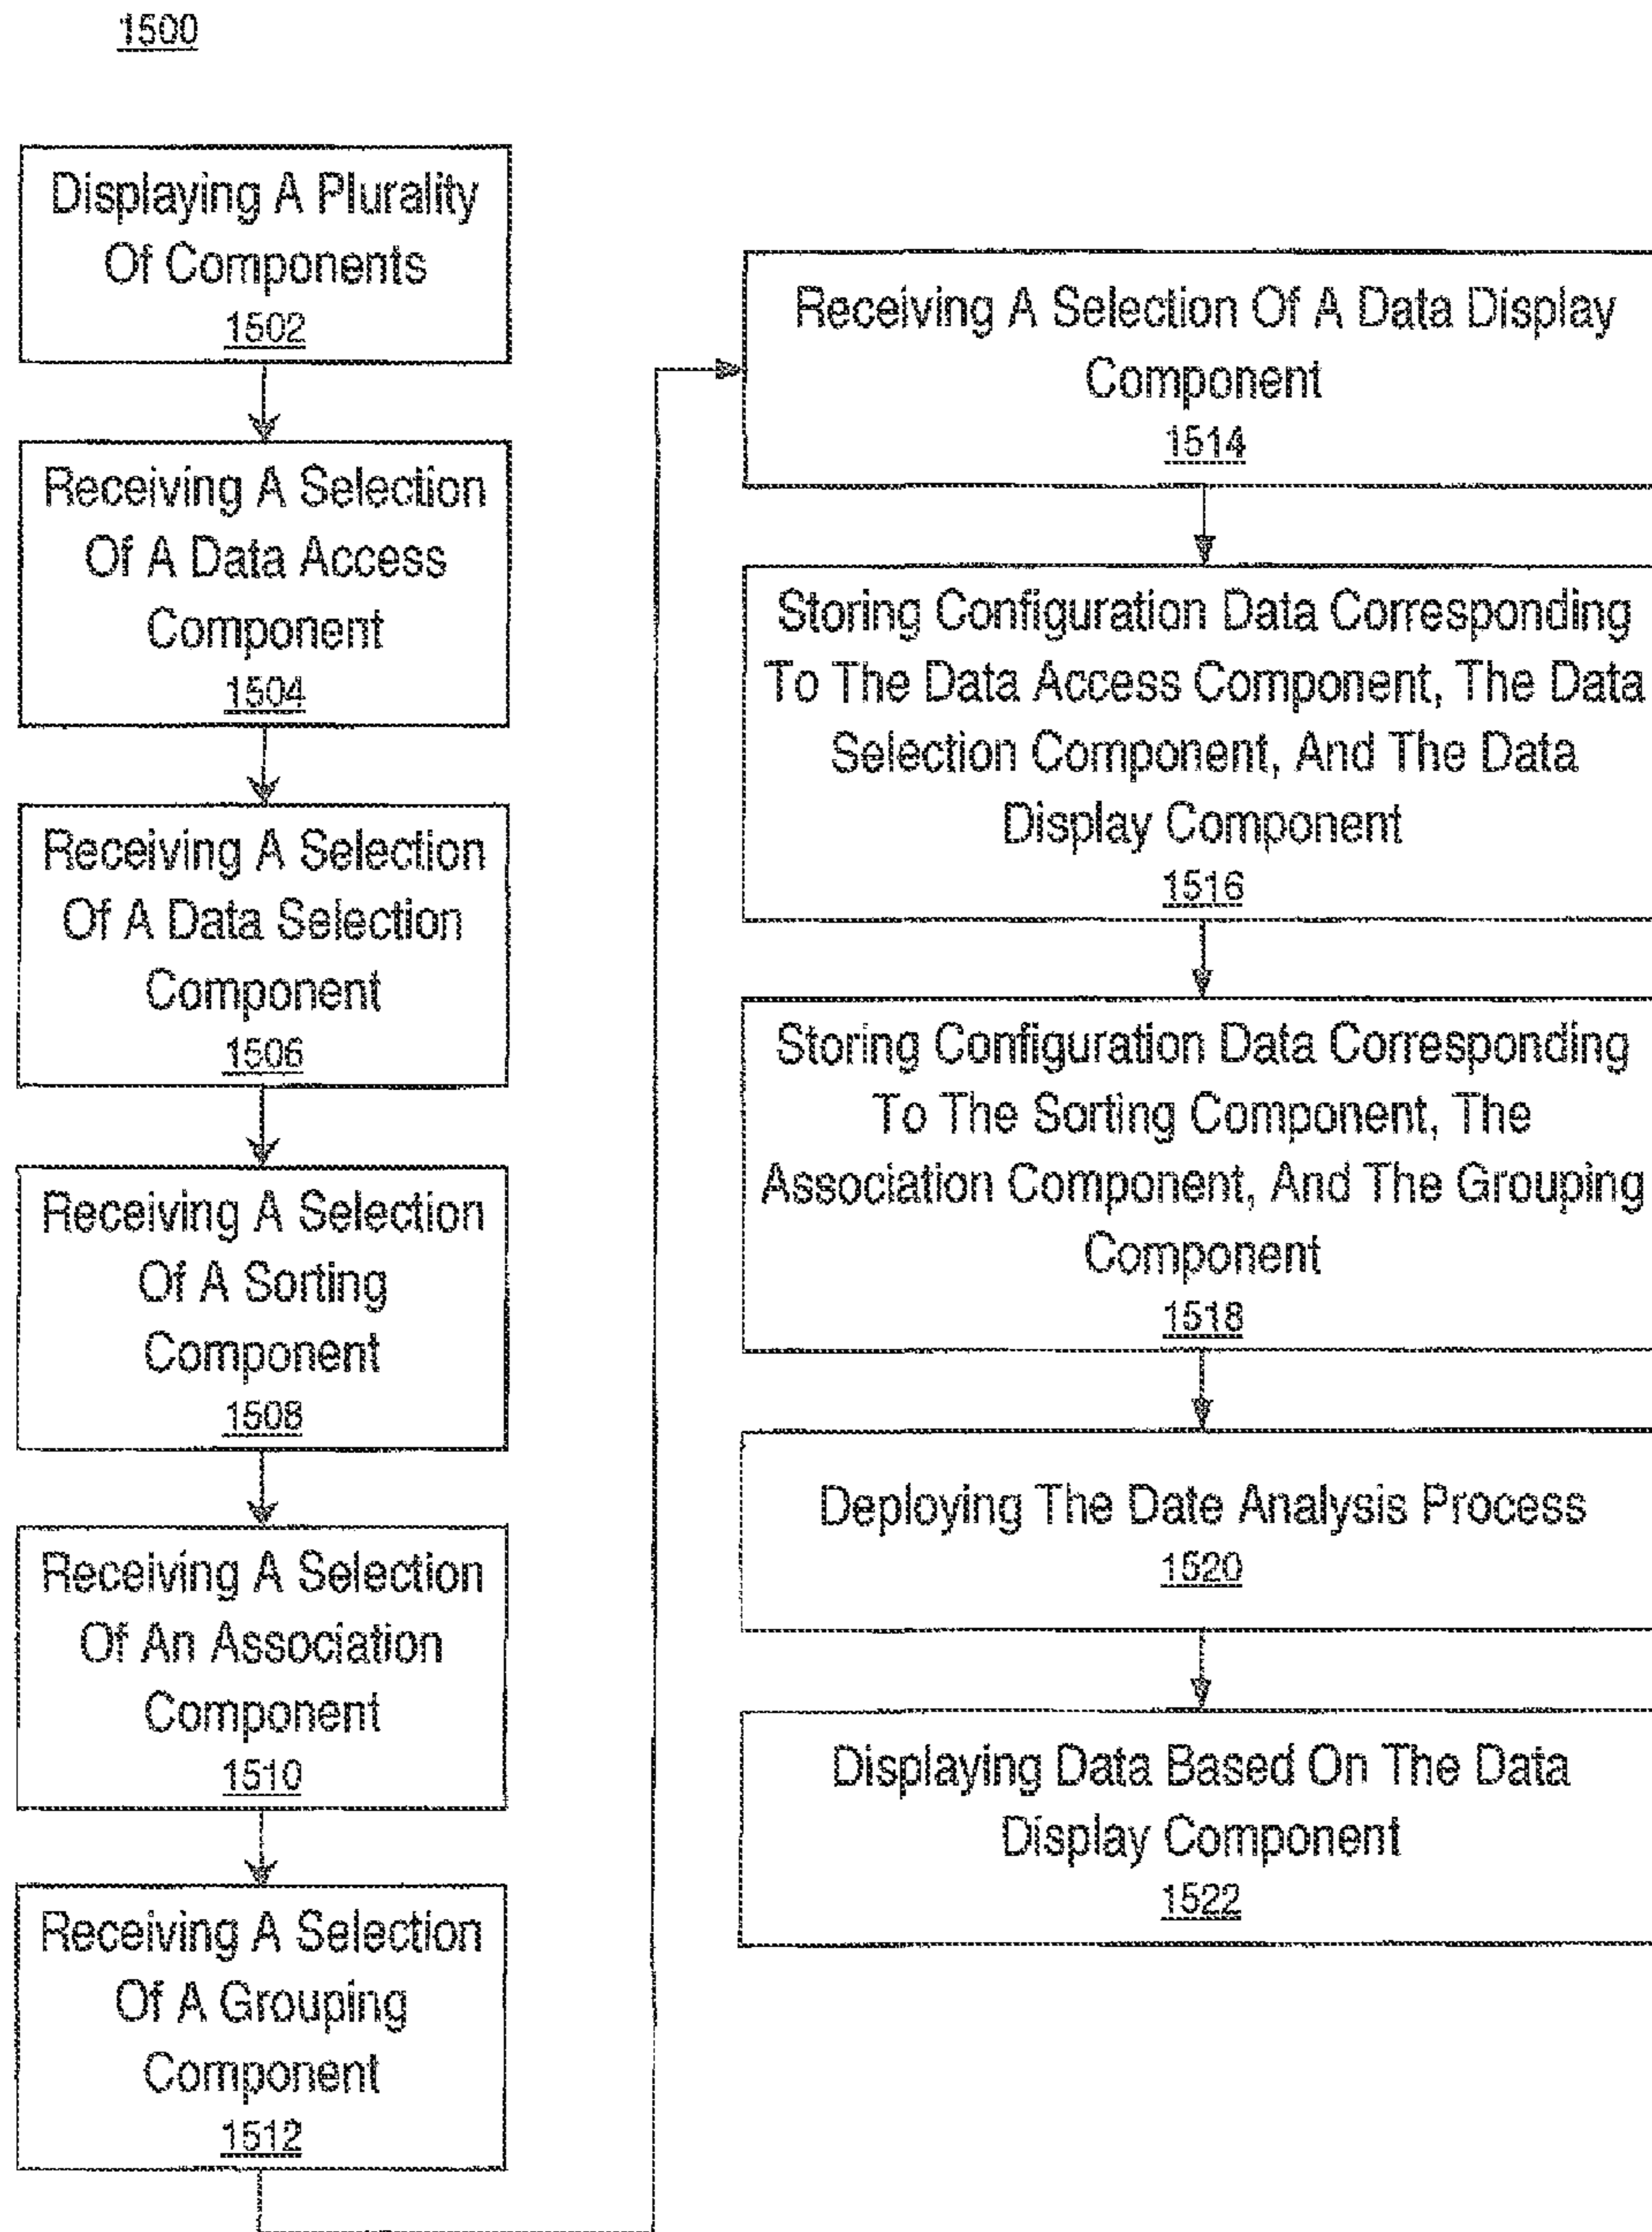 1500
Displaying A Plurality
Of Components
1502
Receiving A Selection
Of A Data Access
Component
1504
Receiving A Selection
Of A Data Selection
Component
1506
Receiving A Selection
Of A Sorting
Component
1508
Receiving A Selection
Of An Association
Component
1510
Receiving A Selection
Of A Grouping
Component
1512
Receiving A Selection Of A Data Display
Component
1514
Storing Configuration Data Corresponding
To The Data Access Component, The Data
Selection Component, And The Data
Display Component
1516
Storing Configuration Data Corresponding
To The Sorting Component, The
Association Component, And The Grouping
Component
1518
Deploying The Date Analysis Process
1520
Displaying Data Based On The Data
Display Component
1522